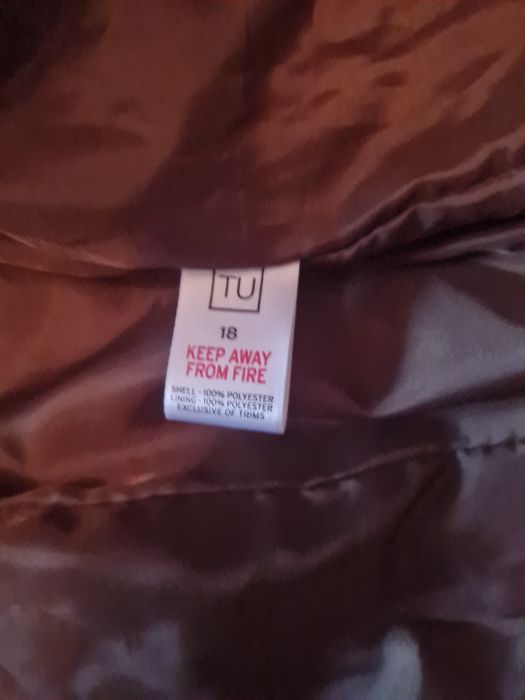 TU
18
KEEP AWAY
FROM FIRE
SHELL - 100% POLYESTER
LINING - 100% POLYESTER
EXCLUSIVE OF TRIMS